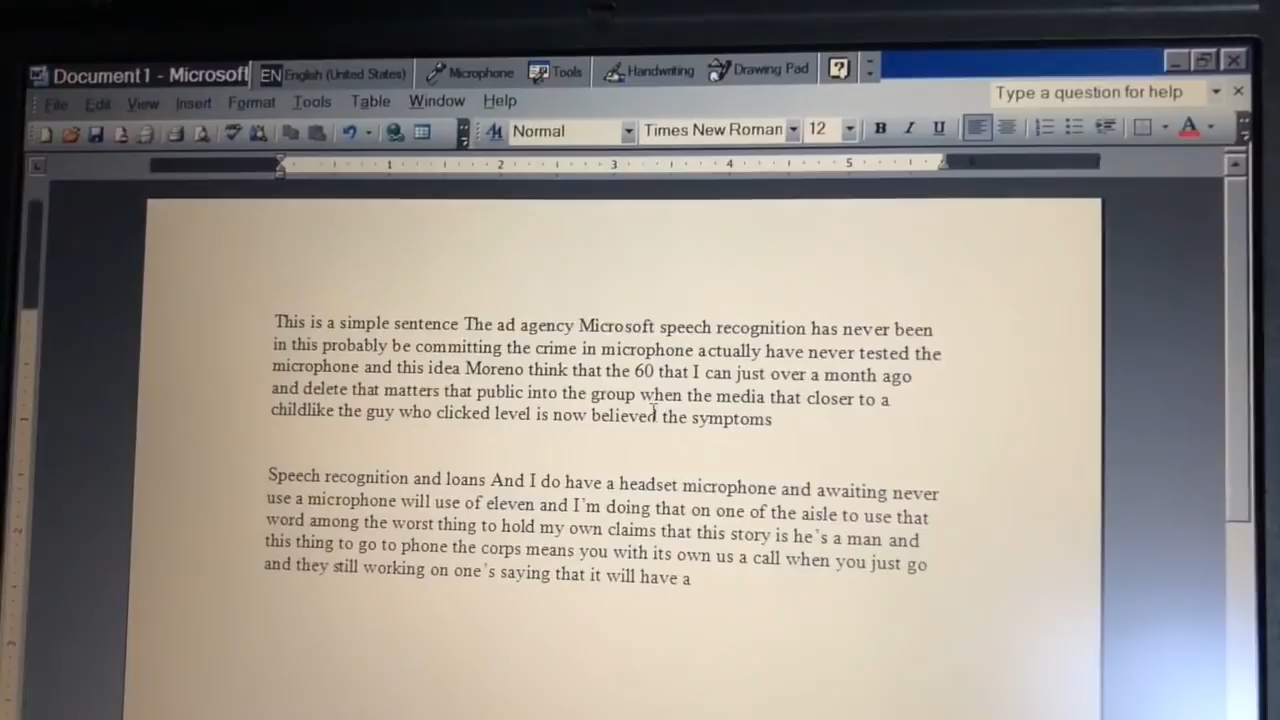 Document1 - Microsoft EN English (United States) Microphone Tools Handwriting Drawing Pad
File Edit View Insert Format Tools Table Window Help Type a question for help
Normal Times New Roman 12 B I U A
1 2 3 4 5
This is a simple sentence The ad agency Microsoft speech recognition has never been
in this probably be committing the crime in microphone actually have never tested the
microphone and this idea Moreno think that the 60 that I can just over a month ago
and delete that matters that public into the group when the media that closer to a
childlike the guy who clicked level is now believed the symptoms
Speech recognition and loans And I do have a headset microphone and awaiting never
use a microphone will use of eleven and I'm doing that on one of the aisle to use that
word among the worst thing to hold my own claims that this story is he's a man and
this thing to go to phone the corps means you with its own us a call when you just go
and they still working on one's saying that it will have a
1
2
3